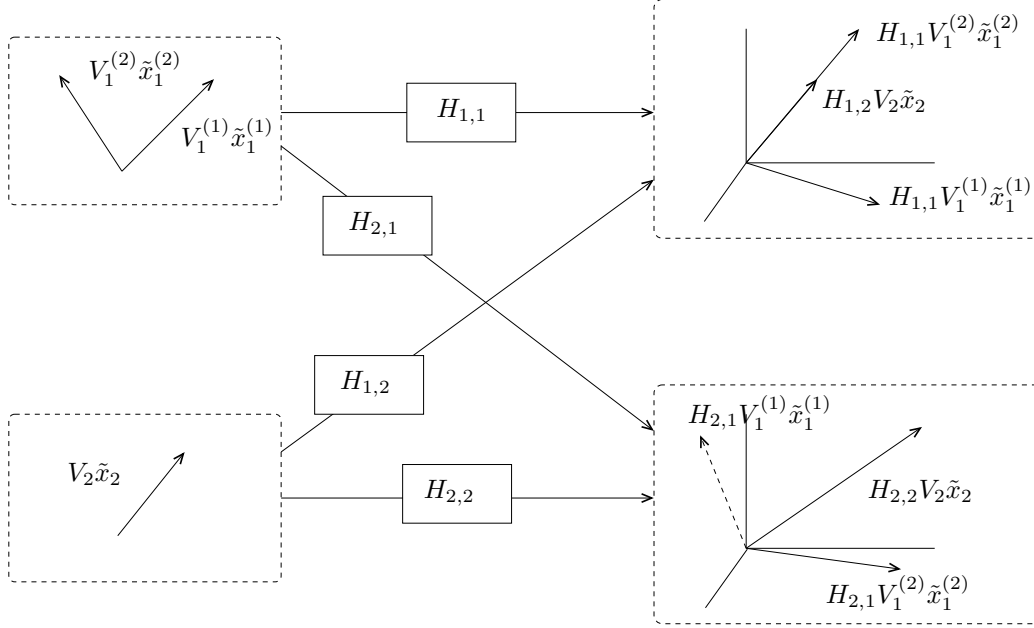 $V_1^{(2)} \tilde{x}_1^{(2)}$
$V_1^{(1)} \tilde{x}_1^{(1)}$
$H_{1,1}$
$H_{2,1}$
$H_{1,1} V_1^{(2)} \tilde{x}_1^{(2)}$
$H_{1,2} V_2 \tilde{x}_2$
$H_{1,1} V_1^{(1)} \tilde{x}_1^{(1)}$
$V_2 \tilde{x}_2$
$H_{1,2}$
$H_{2,2}$
$H_{2,1} V_1^{(1)} \tilde{x}_1^{(1)}$
$H_{2,2} V_2 \tilde{x}_2$
$H_{2,1} V_1^{(2)} \tilde{x}_1^{(2)}$